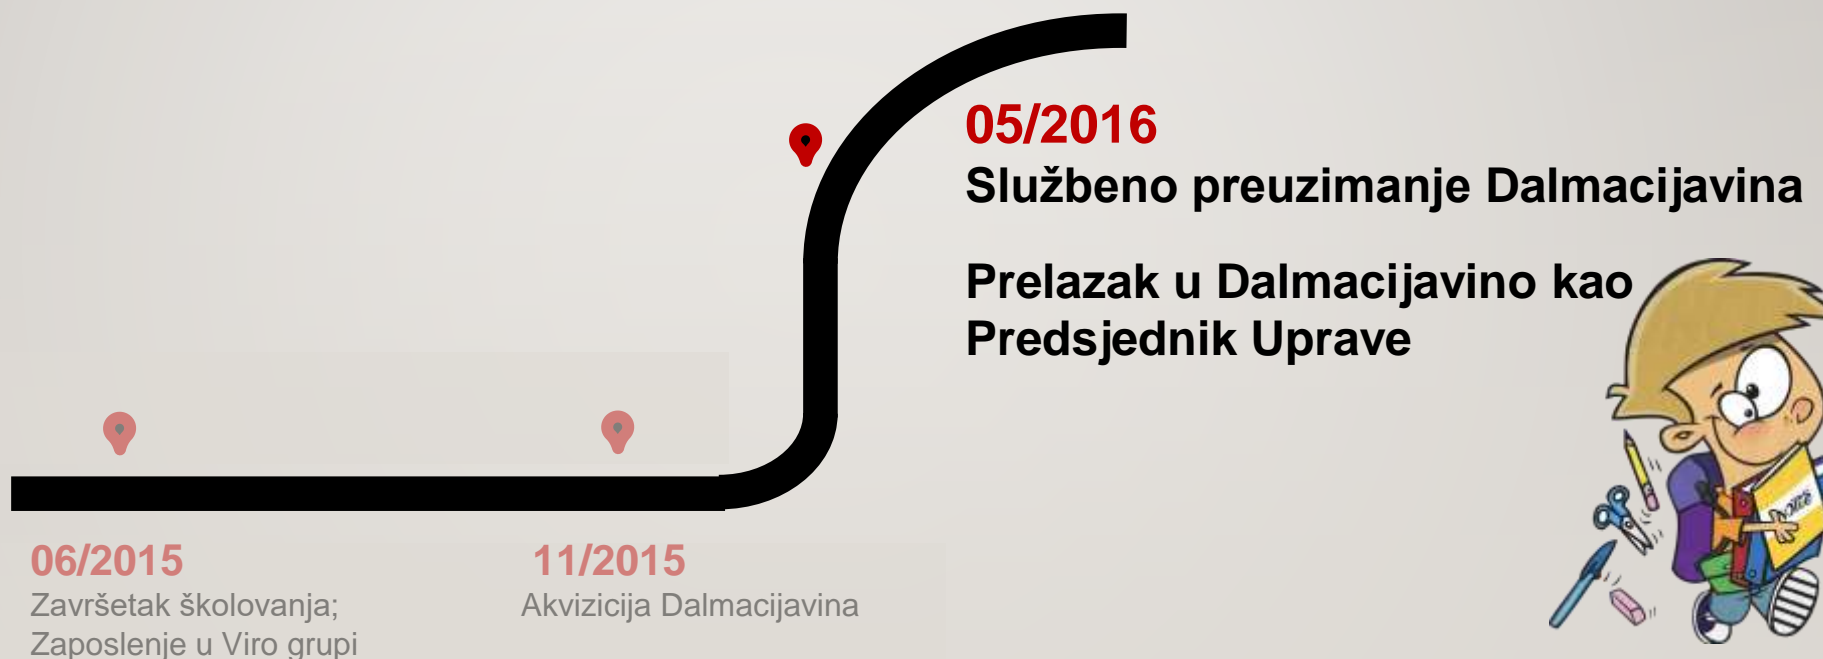 05/2016
Službeno preuzimanje Dalmacijavina
Prelazak u Dalmacijavino kao
Predsjednik Uprave
06/2015
Završetak školovanja;
Zaposlenje u Viro grupi
11/2015
Akvizicija Dalmacijavina